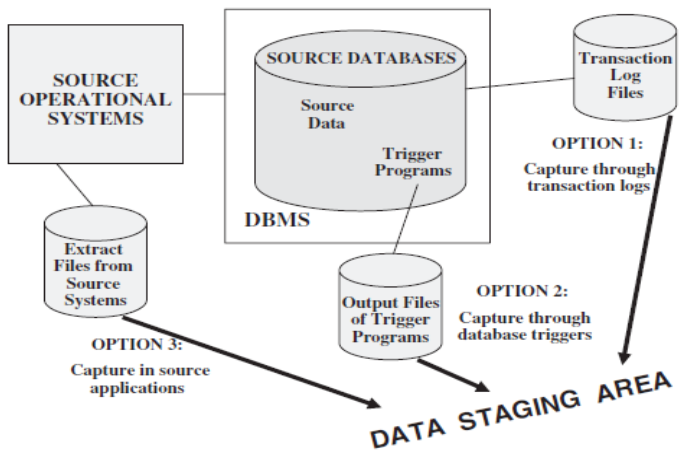 SOURCE
OPERATIONAL
SYSTEMS
SOURCE DATABASES
Source
Data
Trigger
Programs
DBMS
Transaction
Log
Files
OPTION 1:
Capture through
transaction logs
Extract
Files from
Source
Systems
Output Files
of Trigger
Programs
OPTION 2:
Capture through
database triggers
OPTION 3:
Capture in source
applications
DATA STAGING AREA